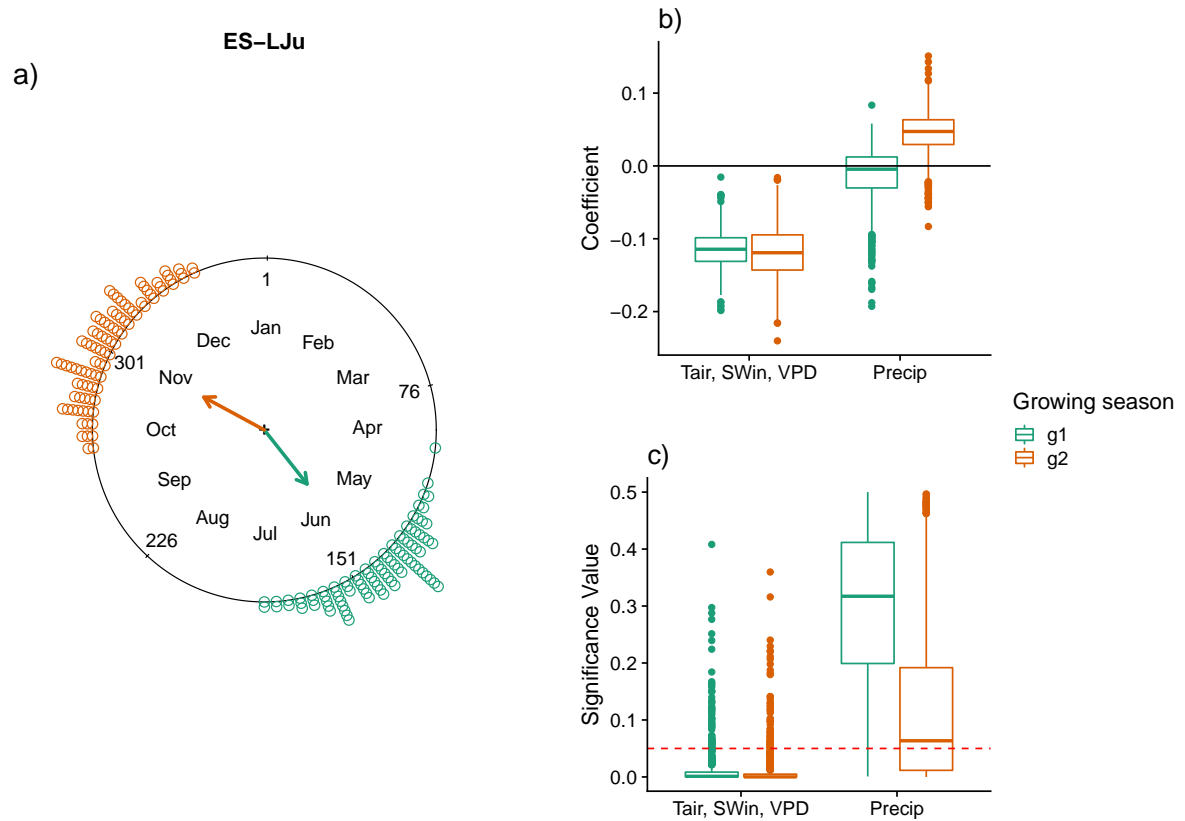 ES−LJu
a)
1
Jan
Feb
Mar
76
Apr
May
Jun
151
Jul
Aug
226
Sep
Oct
Nov
301
Dec
b)
Coefficient
0.1
0.0
−0.1
−0.2
Tair, SWin, VPD
Precip
Growing season
g1
g2
c)
Significance Value
0.5
0.4
0.3
0.2
0.1
0.0
Tair, SWin, VPD
Precip